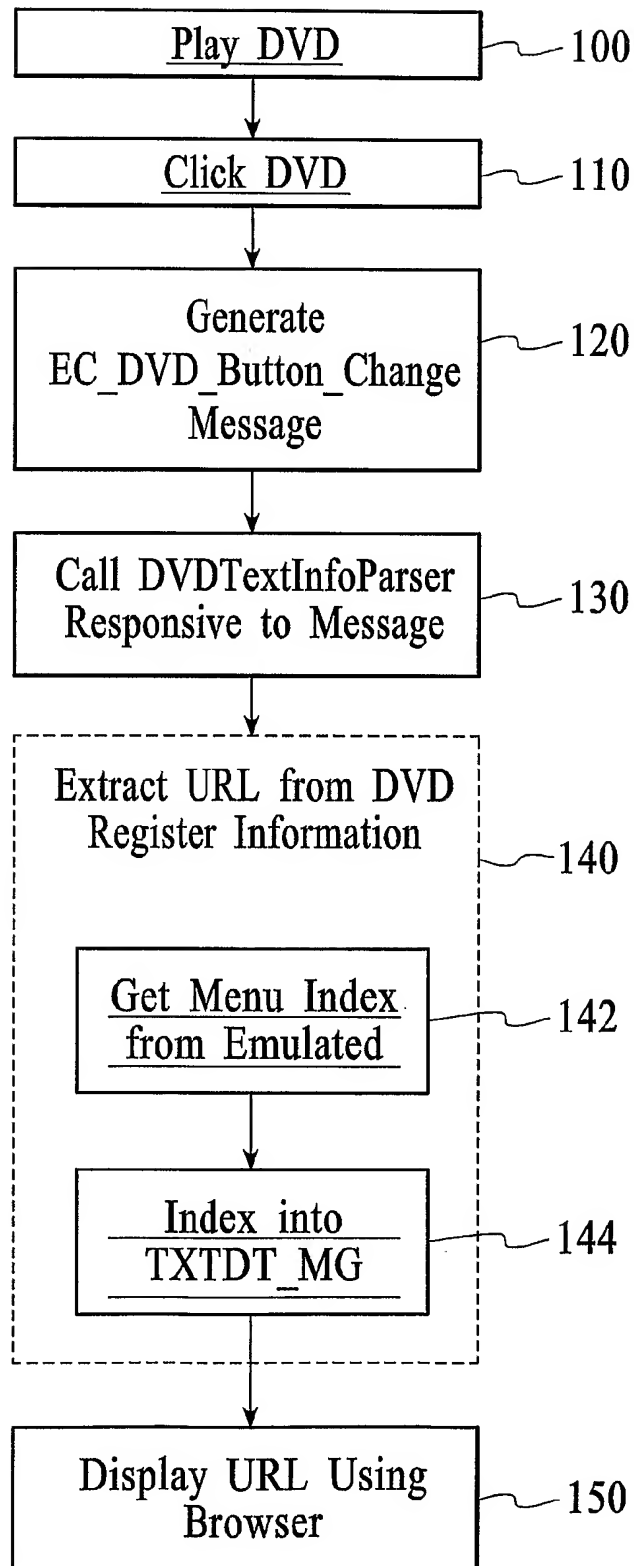 Play DVD
100
Click DVD
110
Generate
EC_DVD_Button_Change
Message
120
Call DVDTextInfoParser
Responsive to Message
130
Extract URL from DVD
Register Information
140
Get Menu Index
from Emulated
142
Index into
TXTDT_MG
144
Display URL Using
Browser
150